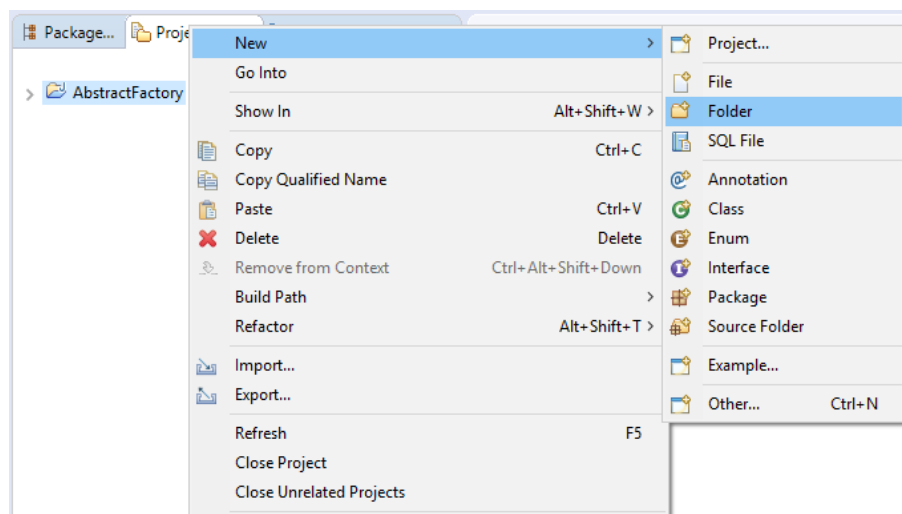 Package...
New > Project...
Go Into
File
AbstractFactory
Show In Alt+Shift+W > Folder
SQL File
Copy Ctrl+C
Copy Qualified Name Annotation
Paste Ctrl+V Class
Delete Delete Enum
Remove from Context Ctrl+Alt+Shift+Down Interface
Build Path > Package
Refactor Alt+Shift+T > Source Folder
Import... Example...
Export...
Other... Ctrl+N
Refresh F5
Close Project
Close Unrelated Projects